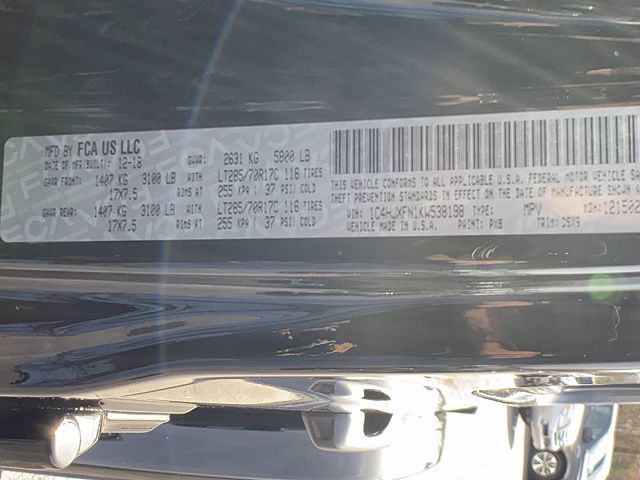 MFD BY FCA US LLC
DATE OF MFR(BUILT): 12-18 GVWR: 2631 KG 5800 LB
GAWR FRONT: 1407 KG 3100 LB LT285/70R17C 116 TIRES
17X7.5 RIMS AT 255 KPA / 37 PSI/ COLD
GAWR REAR: 1407 KG 3100 LB LT285/70R17C 116 TIRES
17X7.5 RIMS AT 255 KPA / 37 PSI/ COLD
THIS VEHICLE CONFORMS TO ALL APPLICABLE U.S.A. FEDERAL MOTOR VEHICLE
THEFT PREVENTION STANDARDS IN EFFECT ON THE DATE OF MANUFACTURE SHOWN
VIN: 1C4HJXFN1KW538198 TYPE: MPV MDH: 121502
MADE IN U.S.A. PAINT: PX8 TRIM: D5X9